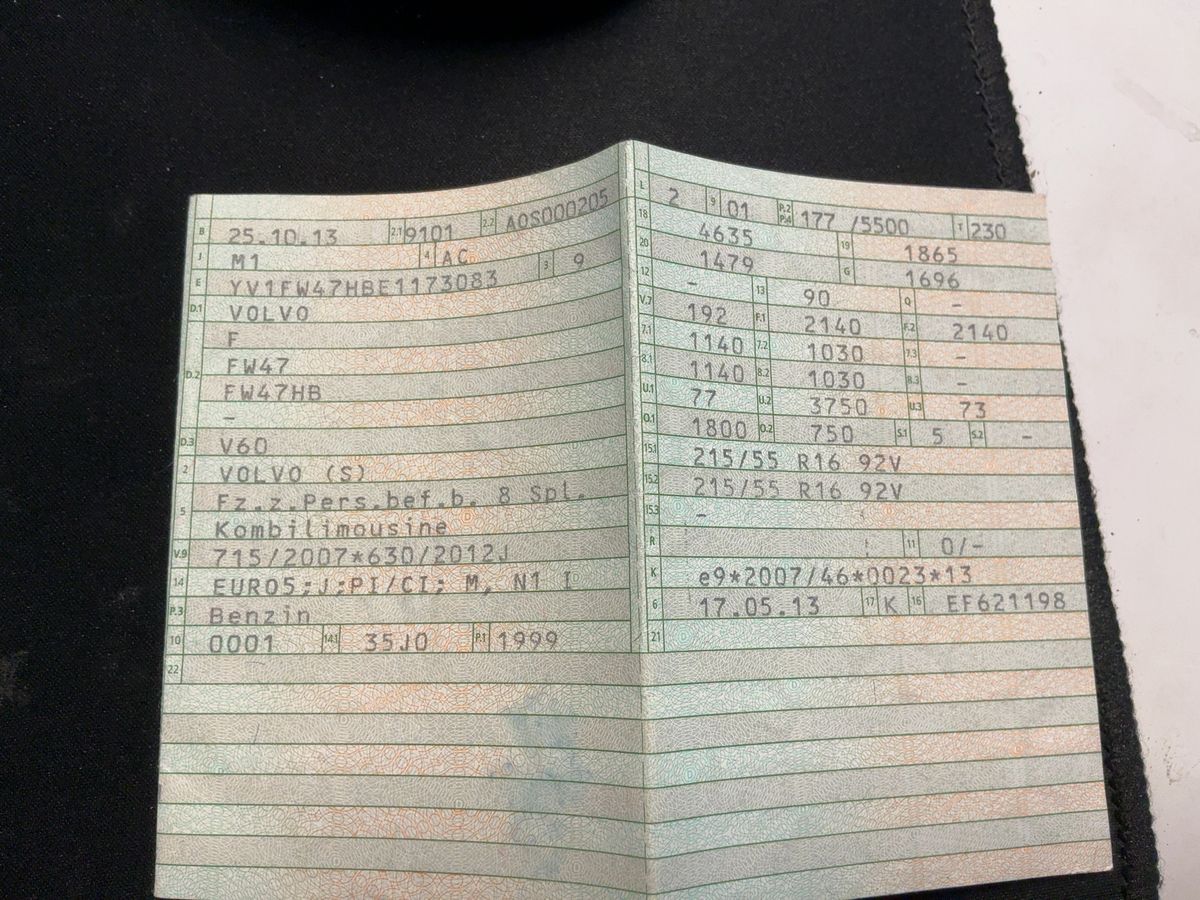 B 25.10.13 2.1 9101 2.2 AOS000205
J M1 4 AC 3 9
E YV1FW47HBE1173083
D.1 VOLVO
F
D.2 FW47
FW47HB
-
D.3 V60
2 VOLVO (S)
5 Fz.z.Pers.bef.b. 8 Spl.
Kombilimousine
V.9 715/2007*630/2012J
14 EURO5;J;PI/CI; M, N1 I
P.3 Benzin
10 0001 14.1 35J0 P.1 1999
22
L 2 9 01 P.2 P.4 177 /5500 T 230
18 4635 19 1865
20 1479 G 1696
12 - 13 90 Q -
V.7 192 F.1 2140 F.2 2140
7.1 1140 7.2 1030 7.3 -
8.1 1140 8.2 1030 8.3 -
U.1 77 U.2 3750 U.3 73
O.1 1800 O.2 750 S.1 5 S.2 -
15.1 215/55 R16 92V
15.2 215/55 R16 92V
15.3 -
R 11 0/-
K e9*2007/46*0023*13
6 17.05.13 17 K 16 EF621198
21